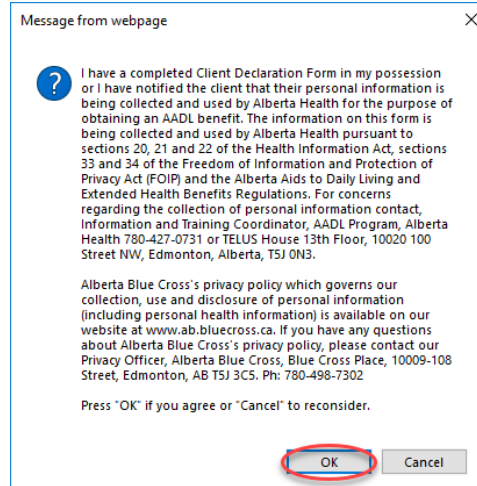 Message from webpage
I have a completed Client Declaration Form in my possession
or I have notified the client that their personal information is
being collected and used by Alberta Health for the purpose of
obtaining an AADL benefit. The information on this form is
being collected and used by Alberta Health pursuant to
sections 20, 21 and 22 of the Health Information Act, sections
33 and 34 of the Freedom of Information and Protection of
Privacy Act (FOIP) and the Alberta Aids to Daily Living and
Extended Health Benefits Regulations. For concerns
regarding the collection of personal information contact,
Information and Training Coordinator, AADL Program, Alberta
Health 780-427-0731 or TELUS House 13th Floor, 10020 100
Street NW, Edmonton, Alberta, T5J 0N3.
Alberta Blue Cross's privacy policy which governs our
collection, use and disclosure of personal information
(including personal health information) is available on our
website at www.ab.bluecross.ca. If you have any questions
about Alberta Blue Cross's privacy policy, please contact our
Privacy Officer, Alberta Blue Cross, Blue Cross Place, 10009-108
Street, Edmonton, AB T5J 3C5. Ph: 780-498-7302
Press "OK" if you agree or "Cancel" to reconsider.
OK Cancel